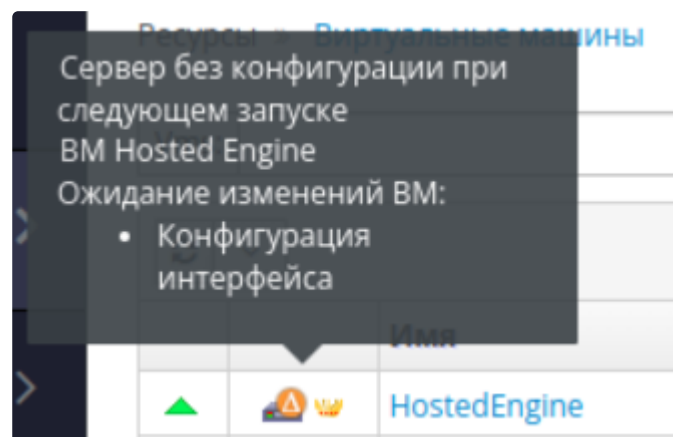 Ресурсы » Виртуальные машины
Сервер без конфигурации при
следующем запуске
ВМ Hosted Engine
Ожидание изменений ВМ:
• Конфигурация
интерфейса
Имя
HostedEngine